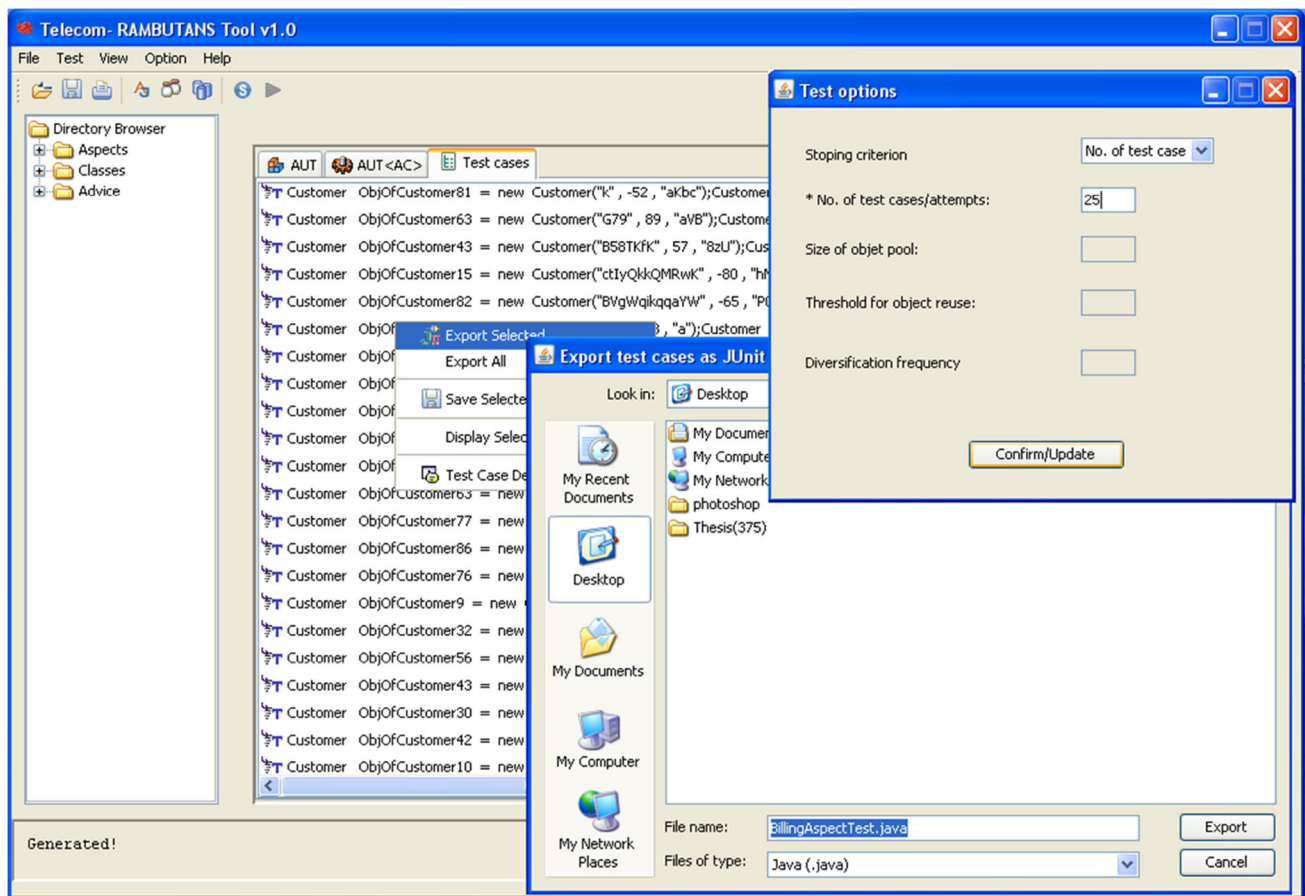 Telecom- RAMBUTANS Tool v1.0
File Test View Option Help
Directory Browser
Aspects
Classes
Advice
AUT
AUT<AC>
Test cases
Customer ObjOfCustomer81 = new Customer("k" , -52 , "aKbc");Customer
Customer ObjOfCustomer63 = new Customer("G79" , 89 , "aVB");Custome
Customer ObjOfCustomer43 = new Customer("B58TKfK" , 57 , "8zU");Cus
Customer ObjOfCustomer15 = new Customer("ctIyQkkQMRwK" , -80 , "hM
Customer ObjOfCustomer82 = new Customer("BVgWqikqqaYW" , -65 , "P0
Customer ObjOf , "a");Customer
Customer ObjOf
Customer ObjOf
Customer ObjOf
Customer ObjOf
Customer ObjOf
Customer ObjOfCustomer63 = new
Customer ObjOfCustomer77 = new
Customer ObjOfCustomer86 = new
Customer ObjOfCustomer76 = new
Customer ObjOfCustomer9 = new
Customer ObjOfCustomer32 = new
Customer ObjOfCustomer56 = new
Customer ObjOfCustomer43 = new
Customer ObjOfCustomer30 = new
Customer ObjOfCustomer42 = new
Customer ObjOfCustomer10 = new
Export Selected
Export All
Save Selecte
Display Selec
Test Case De
Generated!
Export test cases as JUnit
Look in: Desktop
My Recent
Documents
Desktop
My Documents
My Computer
My Network
Places
My Documen
My Compute
My Network
photoshop
Thesis(375)
File name: BillingAspectTest.java
Files of type: Java (.java)
Export
Cancel
Test options
Stoping criterion No. of test case
* No. of test cases/attempts: 25
Size of objet pool:
Threshold for object reuse:
Diversification frequency
Confirm/Update